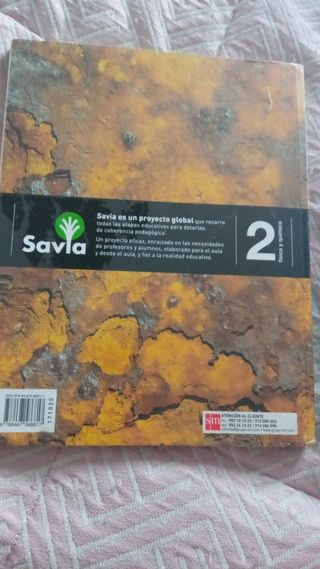 Savia
Savia es un proyecto global que recorre
todas las etapas educativas para dotarlas
de coherencia pedagógica.
Un proyecto eficaz, enraizado en las necesidades
de profesores y alumnos, elaborado para el aula
y desde el aula, y fiel a la realidad educativa.
2
física y química
171925
sm
ATENCIÓN AL CLIENTE